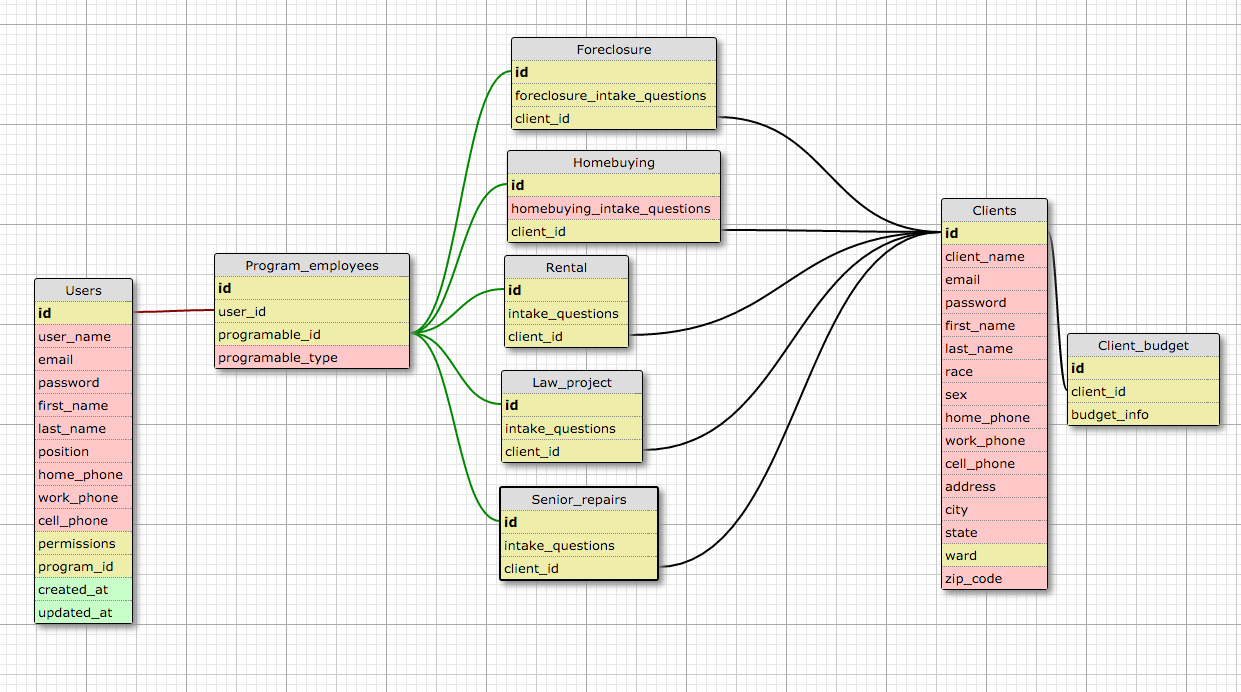 Foreclosure
id
foreclosure_intake_questions
client_id
Homebuying
id
homebuying_intake_questions
client_id
Rental
id
intake_questions
client_id
Law_project
id
intake_questions
client_id
Senior_repairs
id
intake_questions
client_id
Program_employees
id
user_id
programable_id
programable_type
Users
id
user_name
email
password
first_name
last_name
position
home_phone
work_phone
cell_phone
permissions
program_id
created_at
updated_at
Clients
id
client_name
email
password
first_name
last_name
race
sex
home_phone
work_phone
cell_phone
address
city
state
ward
zip_code
Client_budget
id
client_id
budget_info